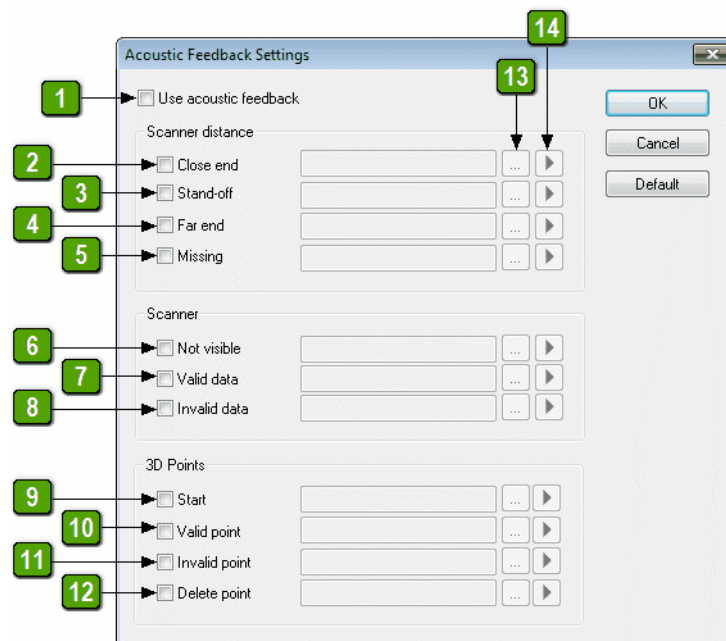 14
Acoustic Feedback Settings
13
1 Use acoustic feedback
OK
Scanner distance
Cancel
2 Close end ...
Default
3 Stand-off ...
4 Far end ...
5 Missing ...
Scanner
6 Not visible ...
7 Valid data ...
8 Invalid data ...
3D Points
9 Start ...
10 Valid point ...
11 Invalid point ...
12 Delete point ...